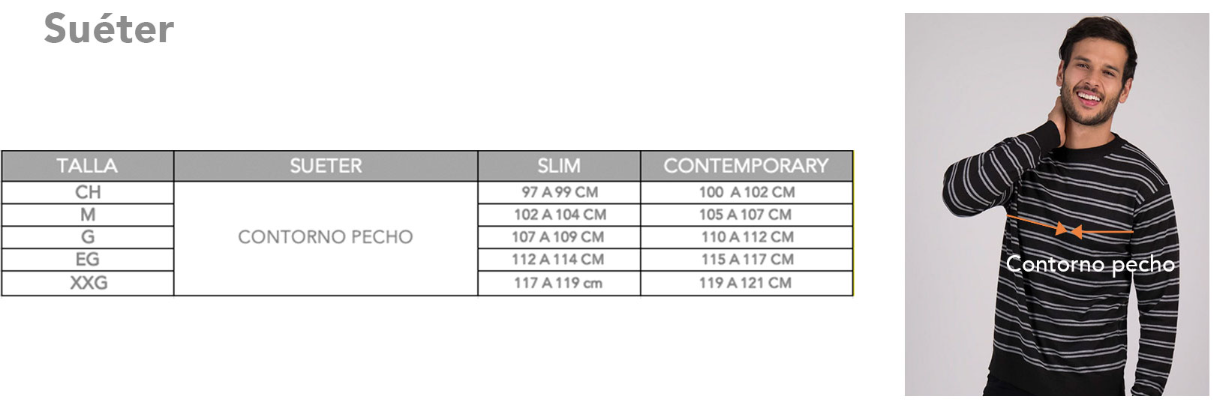 Suéter
TALLA SUETER SLIM CONTEMPORARY
CH 97 A 99 CM 100 A 102 CM
M 102 A 104 CM 105 A 107 CM
G CONTORNO PECHO 107 A 109 CM 110 A 112 CM
EG 112 A 114 CM 115 A 117 CM
XXG 117 A 119 cm 119 A 121 CM
Contorno pecho